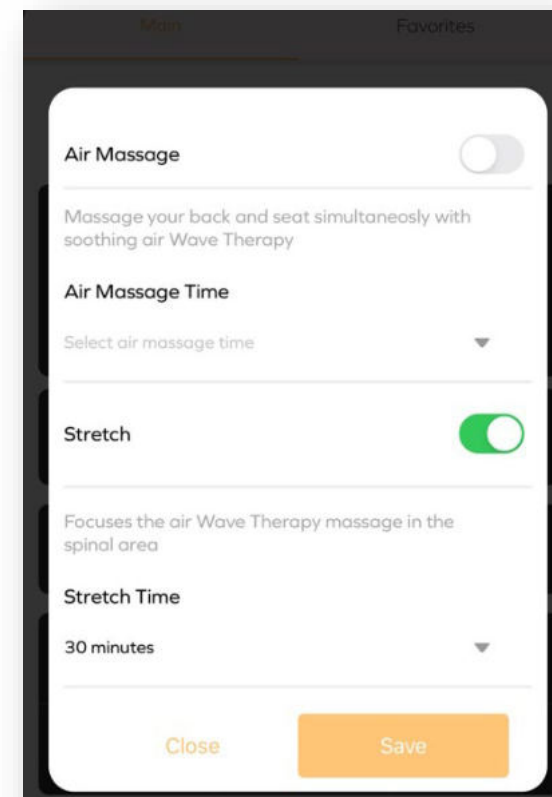 Main Favorites
Air Massage
Massage your back and seat simultaneosly with
soothing air Wave Therapy
Air Massage Time
Select air massage time
Stretch
Focuses the air Wave Therapy massage in the
spinal area
Stretch Time
30 minutes
Close Save